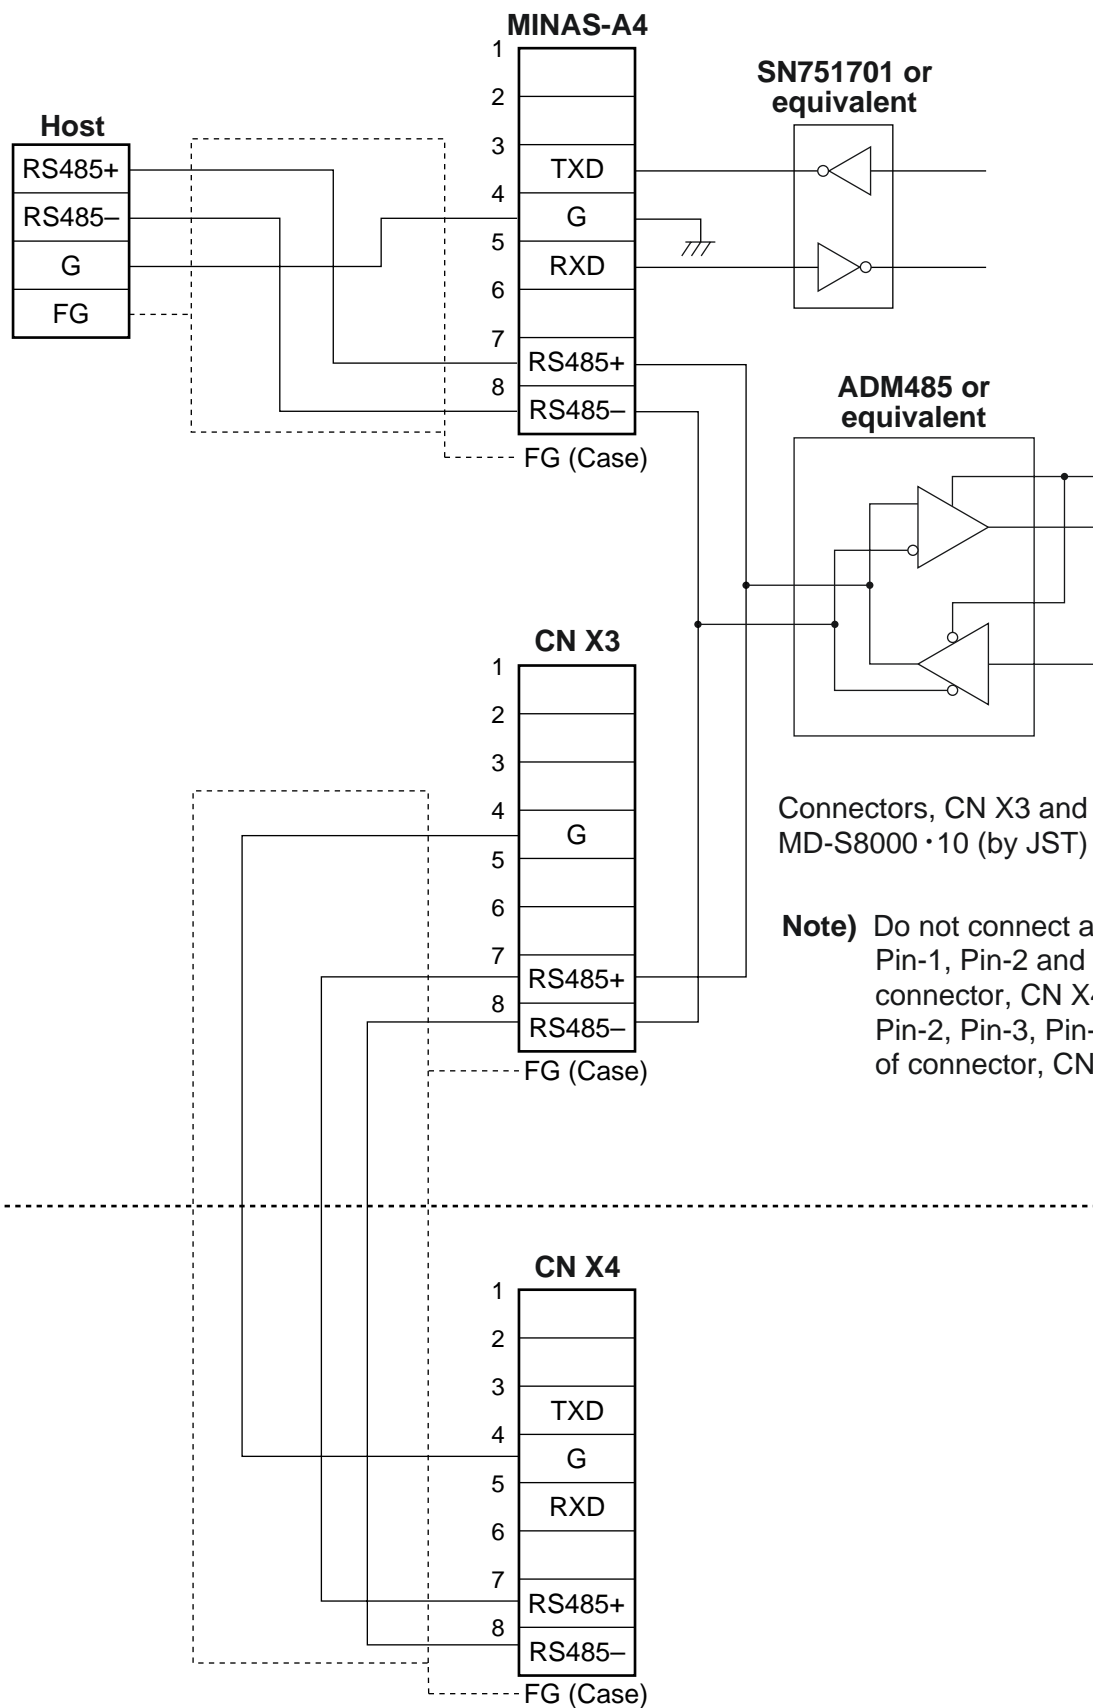 MINAS-A4
1
2
3
TXD
4
G
5
RXD
6
7
RS485+
8
RS485–
FG (Case)
Host
RS485+
RS485–
G
FG
SN751701 or
equivalent
ADM485 or
equivalent
CN X3
1
2
3
4
G
5
6
7
RS485+
8
RS485–
FG (Case)
Connectors, CN X3 and
MD-S8000・10 (by JST)
Note) Do not connect a
Pin-1, Pin-2 and
connector, CN X4
Pin-2, Pin-3, Pin-
of connector, CN
CN X4
1
2
3
TXD
4
G
5
RXD
6
7
RS485+
8
RS485–
FG (Case)